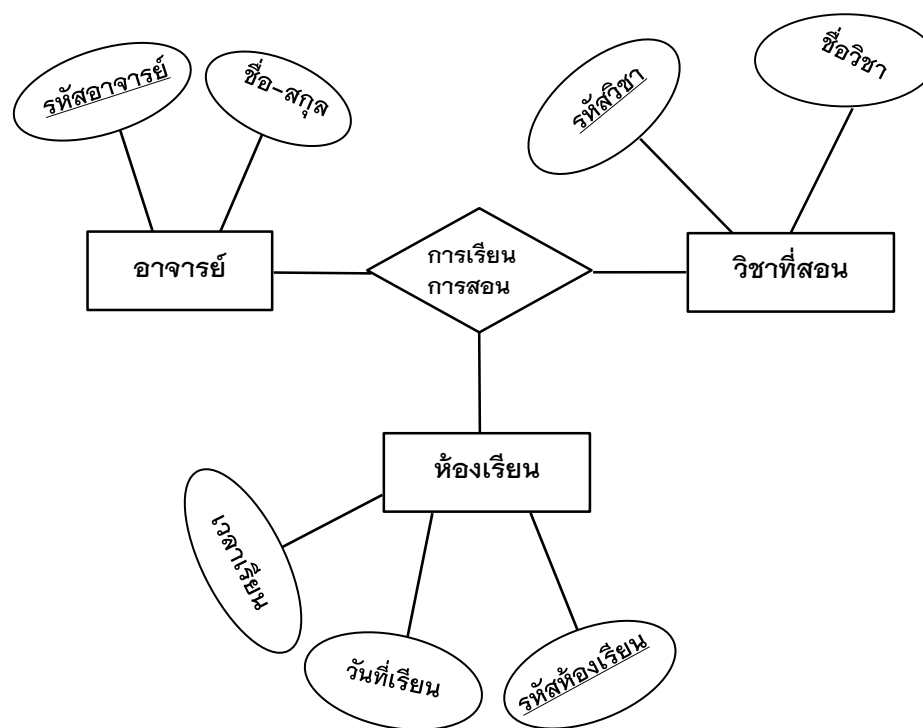 รหัสอาจารย์
ชื่อ-สกุล
รหัสวิชา
ชื่อวิชา
อาจารย์
การเรียน
การสอน
วิชาที่สอน
ห้องเรียน
เวลาเรียน
วันที่เรียน
รหัสห้องเรียน